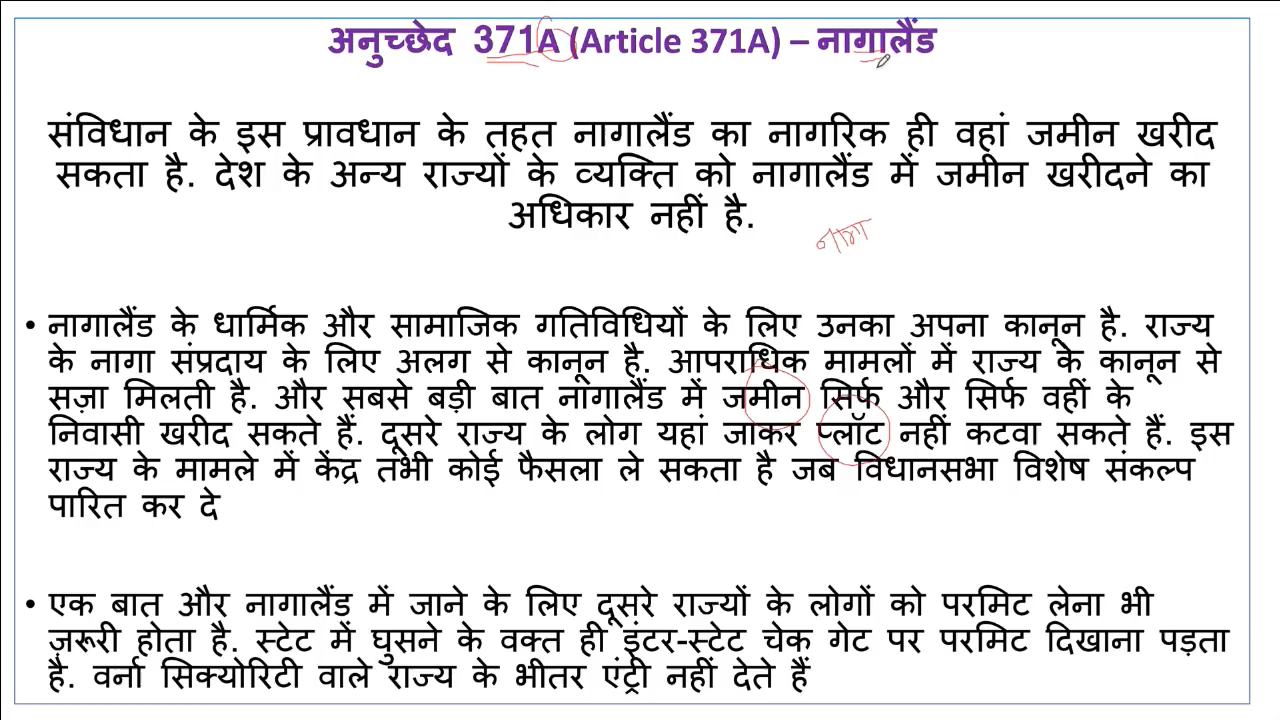 अनुच्छेद 371A (Article 371A) – नागालैंड
संविधान के इस प्रावधान के तहत नागालैंड का नागरिक ही वहां जमीन खरीद
सकता है. देश के अन्य राज्यों के व्यक्ति को नागालैंड में जमीन खरीदने का
अधिकार नहीं है.
नागा
• नागालैंड के धार्मिक और सामाजिक गतिविधियों के लिए उनका अपना कानून है. राज्य
के नागा संप्रदाय के लिए अलग से कानून है. आपराधिक मामलों में राज्य के कानून से
सज़ा मिलती है. और सबसे बड़ी बात नागालैंड में जमीन सिर्फ और सिर्फ वहीं के
निवासी खरीद सकते हैं. दूसरे राज्य के लोग यहां जाकर प्लॉट नहीं कटवा सकते हैं. इस
राज्य के मामले में केंद्र तभी कोई फैसला ले सकता है जब विधानसभा विशेष संकल्प
पारित कर दे
• एक बात और नागालैंड में जाने के लिए दूसरे राज्यों के लोगों को परमिट लेना भी
ज़रूरी होता है. स्टेट में घुसने के वक्त ही इंटर-स्टेट चेक गेट पर परमिट दिखाना पड़ता
है. वर्ना सिक्योरिटी वाले राज्य के भीतर एंट्री नहीं देते हैं